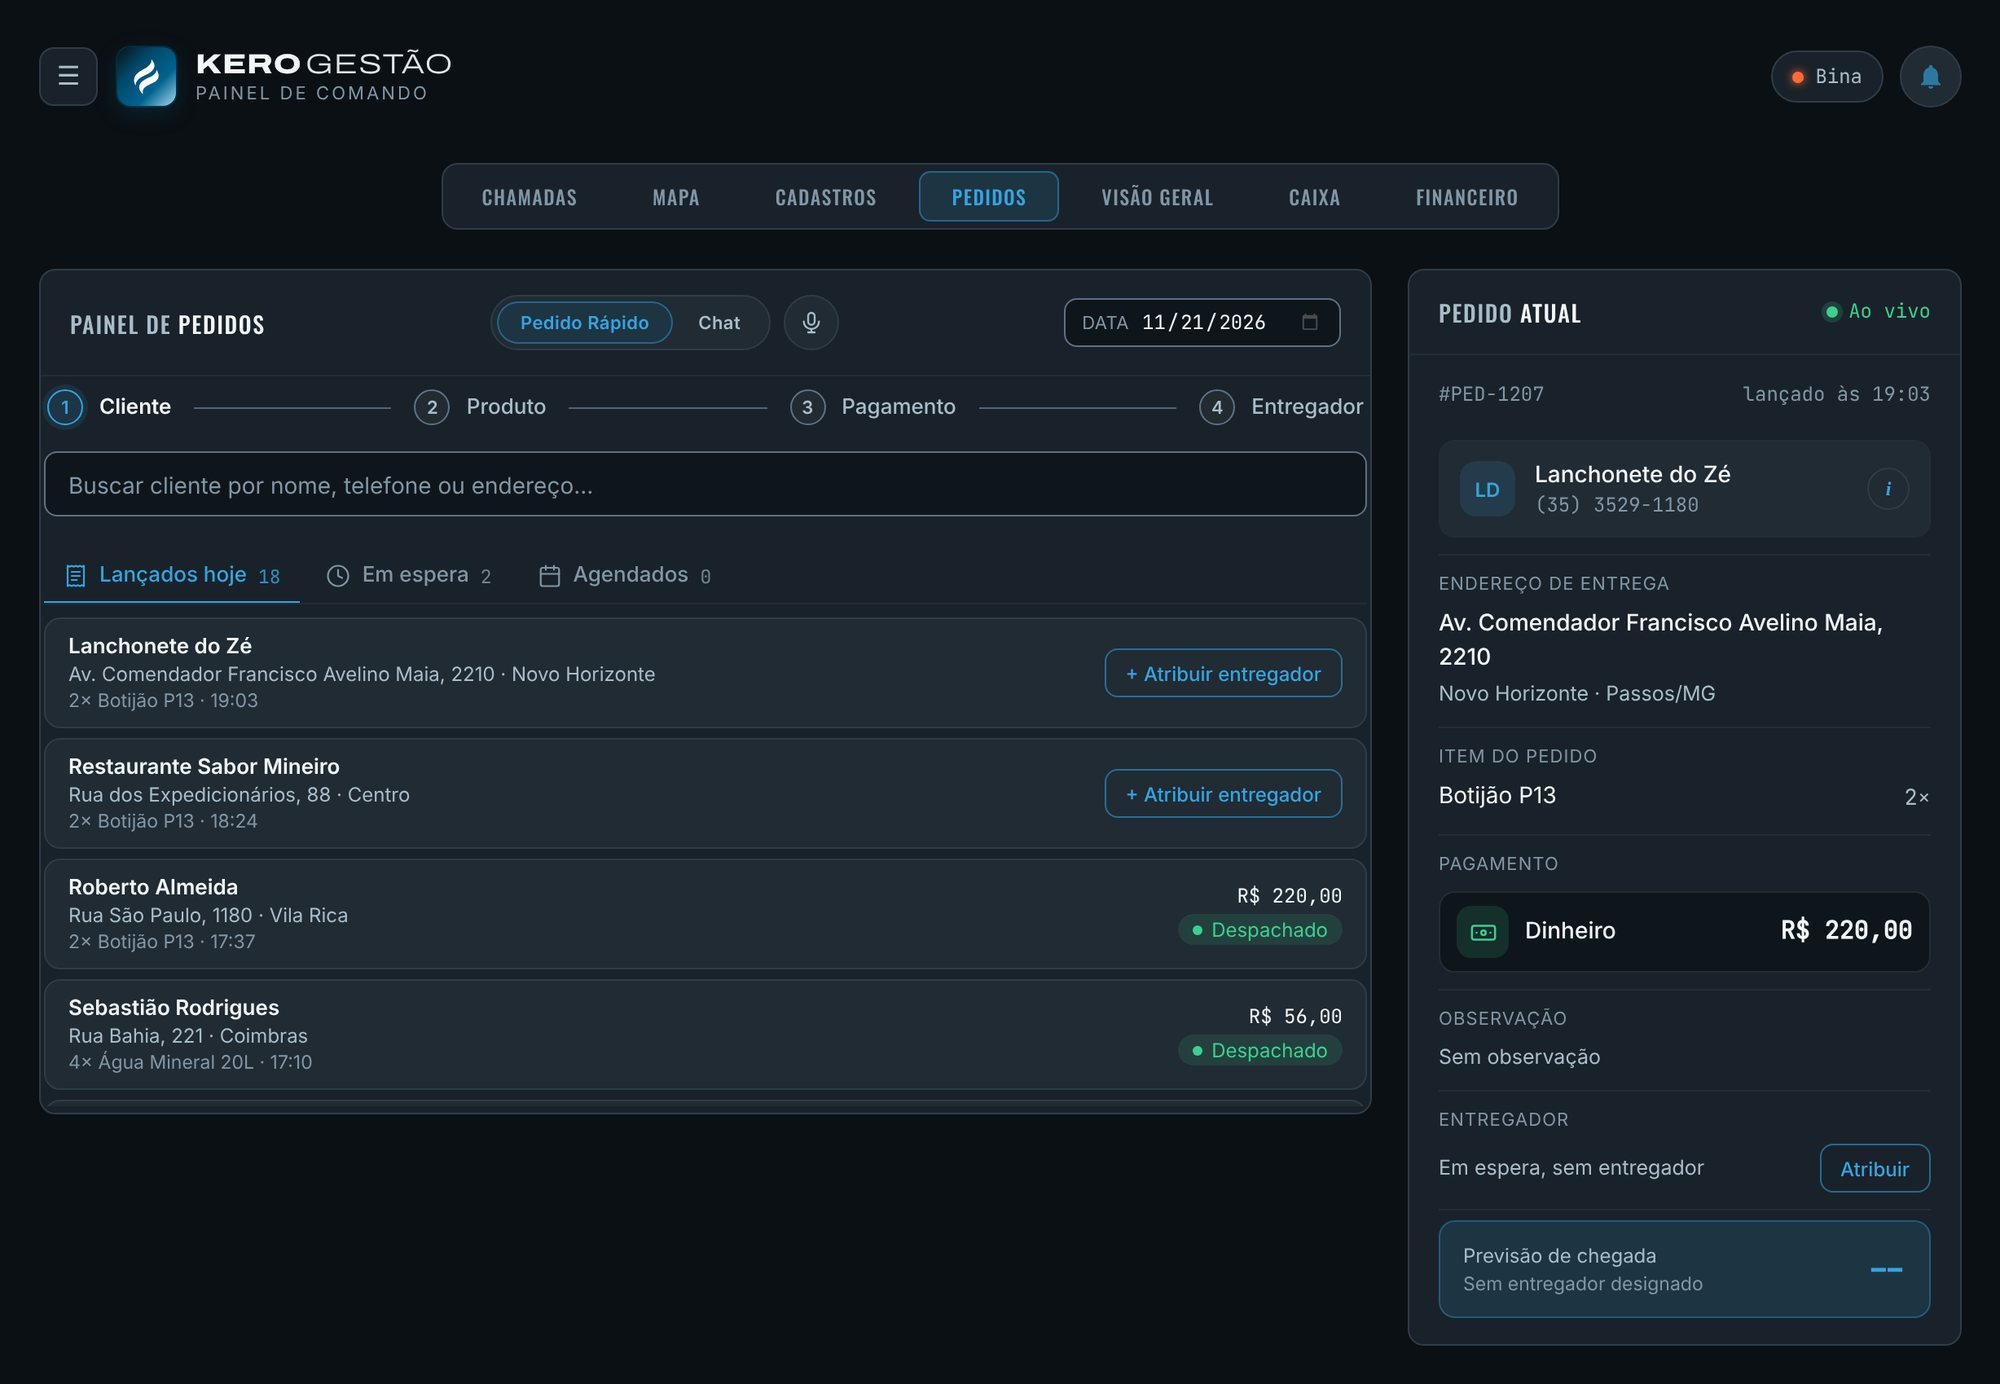 KERO GESTÃO
PAINEL DE COMANDO
Bina
CHAMADAS
MAPA
CADASTROS
PEDIDOS
VISÃO GERAL
CAIXA
FINANCEIRO
PAINEL DE PEDIDOS
Pedido Rápido
Chat
DATA 11/21/2026
1 Cliente
2 Produto
3 Pagamento
4 Entregador
Buscar cliente por nome, telefone ou endereço...
Lançados hoje 18
Em espera 2
Agendados 0
Lanchonete do Zé
Av. Comendador Francisco Avelino Maia, 2210 · Novo Horizonte
2× Botijão P13 · 19:03
+ Atribuir entregador
Restaurante Sabor Mineiro
Rua dos Expedicionários, 88 · Centro
2× Botijão P13 · 18:24
+ Atribuir entregador
Roberto Almeida
Rua São Paulo, 1180 · Vila Rica
2× Botijão P13 · 17:37
R$ 220,00
Despachado
Sebastião Rodrigues
Rua Bahia, 221 · Coimbras
4× Água Mineral 20L · 17:10
R$ 56,00
Despachado
PEDIDO ATUAL
Ao vivo
#PED-1207
lançado às 19:03
LD
Lanchonete do Zé
(35) 3529-1180
i
ENDEREÇO DE ENTREGA
Av. Comendador Francisco Avelino Maia,
2210
Novo Horizonte · Passos/MG
ITEM DO PEDIDO
Botijão P13
2×
PAGAMENTO
Dinheiro
R$ 220,00
OBSERVAÇÃO
Sem observação
ENTREGADOR
Em espera, sem entregador
Atribuir
Previsão de chegada
Sem entregador designado
——